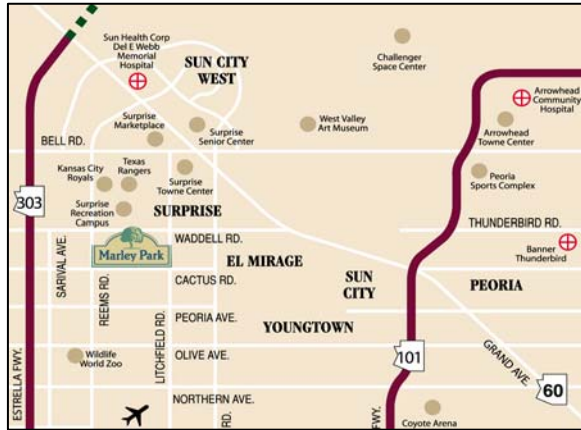 Sun Health Corp
Del E Webb
Memorial
Hospital
SUN CITY
WEST
Challenger
Space Center
Arrowhead
Community
Hospital
Surprise
Marketplace
Surprise
Senior Center
West Valley
Art Museum
Arrowhead
Towne Center
BELL RD.
Kansas City
Royals
Texas
Rangers
Surprise
Towne Center
Peoria
Sports Complex
303
Surprise
Recreation
Campus
SURPRISE
THUNDERBIRD RD.
Marley Park
WADDELL RD.
Banner
Thunderbird
EL MIRAGE
SARIVAL AVE.
REEMS RD.
CACTUS RD.
SUN
CITY
PEORIA
LITCHFIELD RD.
PEORIA AVE.
YOUNGTOWN
Wildlife
World Zoo
OLIVE AVE.
101
GRAND AVE.
60
ESTRELLA FWY.
NORTHERN AVE.
RD.
FWY.
Coyote Arena